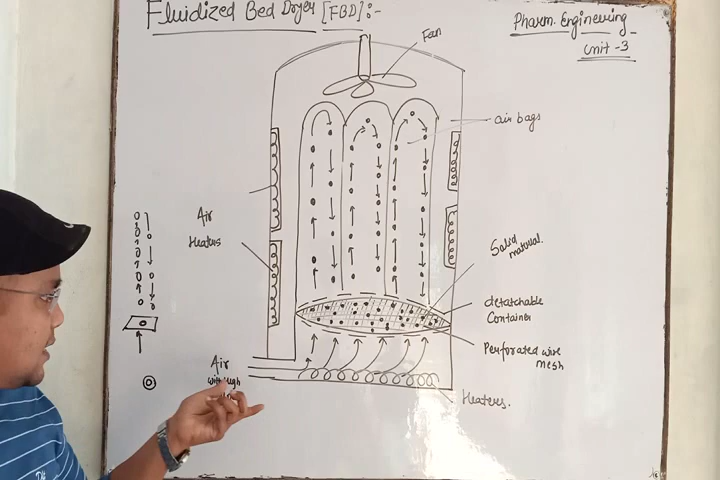 Fluidized Bed Dryer [FBD]:-
Pharm. Engineering
Unit -3
Fan
air bags
Air
Heaters
Solid
material.
detatchable
Container
Perforated wire
mesh
Air
Heaters.